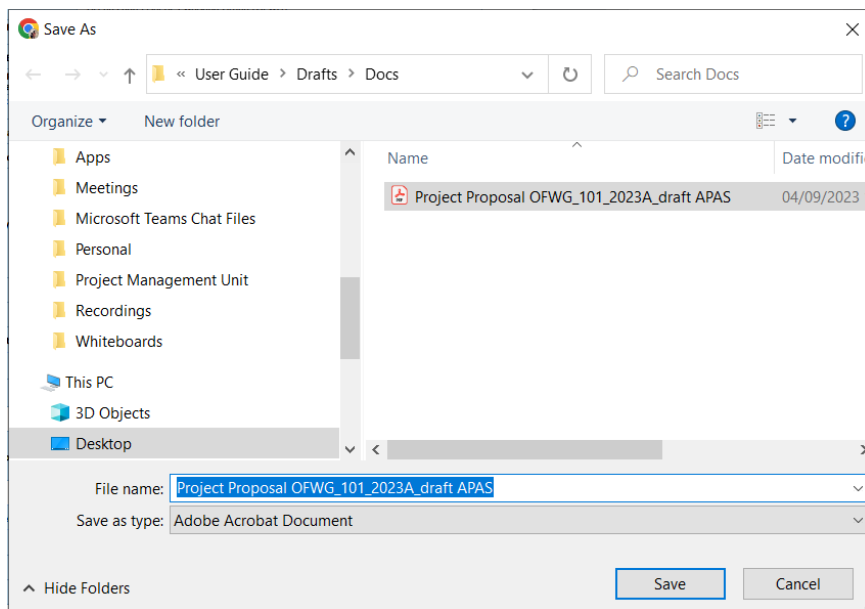 Save As
« User Guide > Drafts > Docs
Search Docs
Organize
New folder
Name
Date modifi
Apps
Meetings
Microsoft Teams Chat Files
Personal
Project Management Unit
Recordings
Whiteboards
This PC
3D Objects
Desktop
Project Proposal OFWG_101_2023A_draft APAS
04/09/2023
File name: Project Proposal OFWG_101_2023A_draft APAS
Save as type: Adobe Acrobat Document
Hide Folders
Save
Cancel